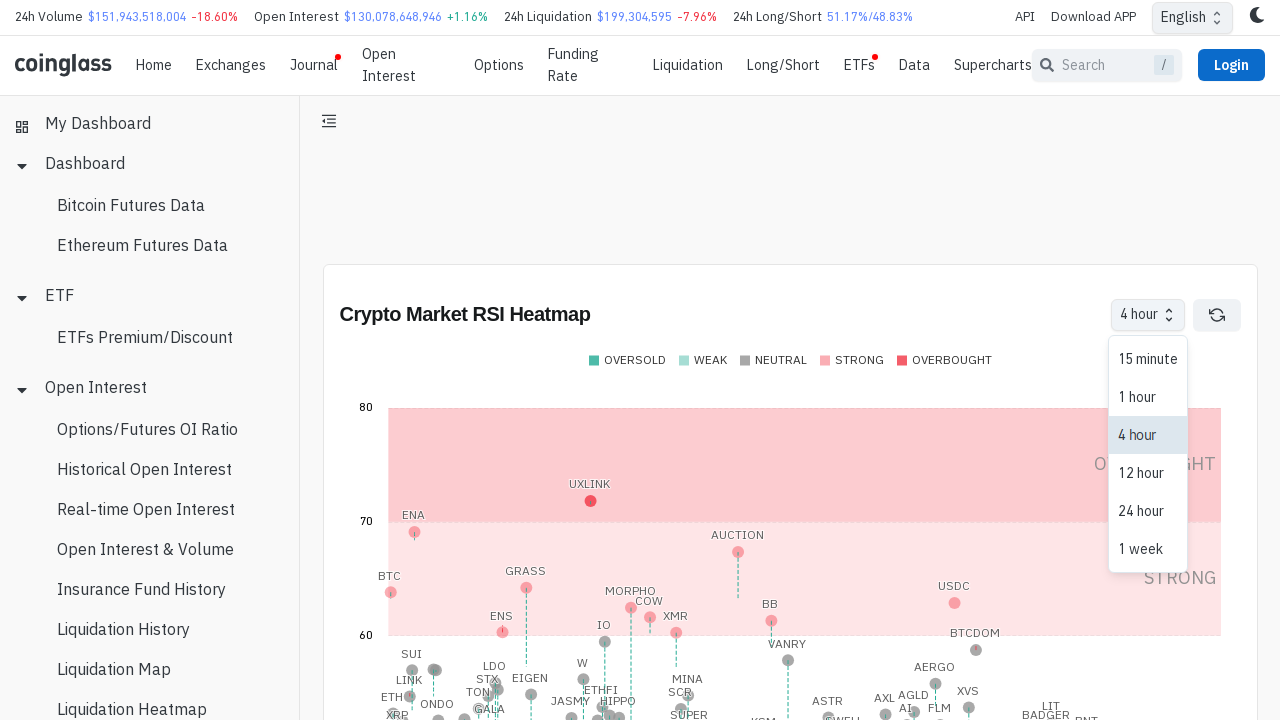 24h Volume $151,943,518,004 -18.60% Open Interest $130,078,648,946 +1.16% 24h Liquidation $199,304,595 -7.96% 24h Long/Short 51.17%/48.83% API Download APP English
coinglass Home Exchanges Journal Open Interest Options Funding Rate Liquidation Long/Short ETFs Data Supercharts Search / Login
My Dashboard
Dashboard
Bitcoin Futures Data
Ethereum Futures Data
ETF
ETFs Premium/Discount
Open Interest
Options/Futures OI Ratio
Historical Open Interest
Real-time Open Interest
Open Interest & Volume
Insurance Fund History
Liquidation History
Liquidation Map
Liquidation Heatmap
Crypto Market RSI Heatmap 4 hour
OVERSOLD WEAK NEUTRAL STRONG OVERBOUGHT
15 minute
1 hour
4 hour
12 hour
24 hour
1 week
80
UXLINK
70
ENA
AUCTION
STRONG
BTC GRASS
MORPHO USDC
COW BB
ENS XMR
60 IO BTCDOM
VANRY
SUI
LDO W AERGO
LINK STX EIGEN MINA
TON ETHFI SCR XVS
ETH ONDO JASMY HIPPO ASTR AXL AGLD
GALA AI FLM LIT
XRP SUPER BADGER